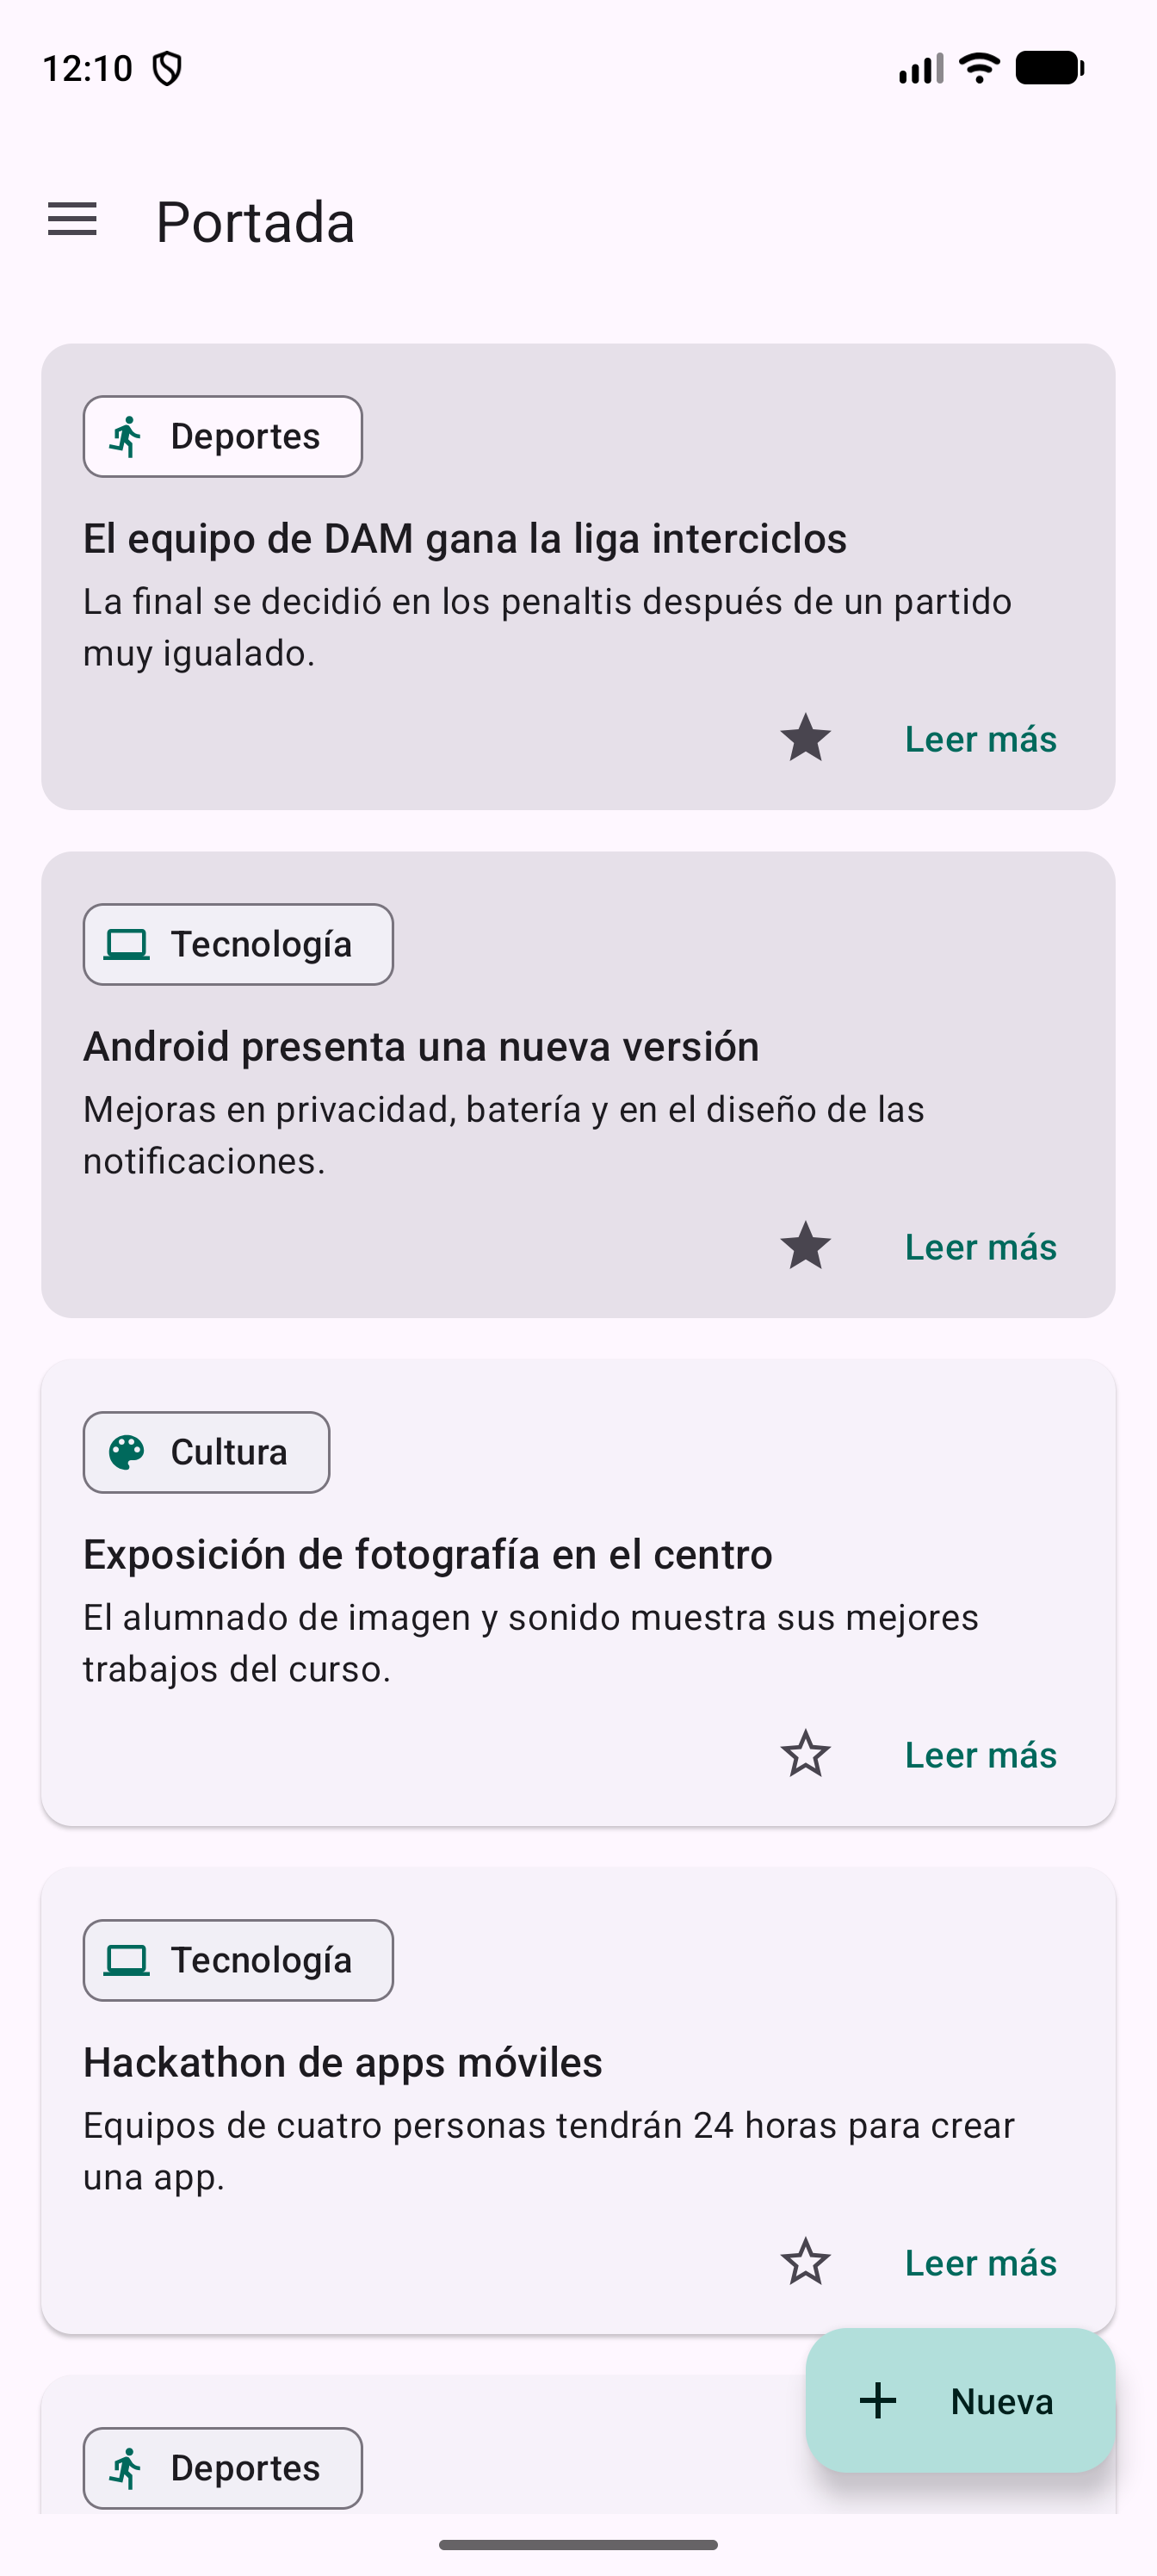 12:10
Portada
Deportes
El equipo de DAM gana la liga interciclos
La final se decidió en los penaltis después de un partido
muy igualado.
Leer más
Tecnología
Android presenta una nueva versión
Mejoras en privacidad, batería y en el diseño de las
notificaciones.
Leer más
Cultura
Exposición de fotografía en el centro
El alumnado de imagen y sonido muestra sus mejores
trabajos del curso.
Leer más
Tecnología
Hackathon de apps móviles
Equipos de cuatro personas tendrán 24 horas para crear
una app.
Leer más
Nueva
Deportes